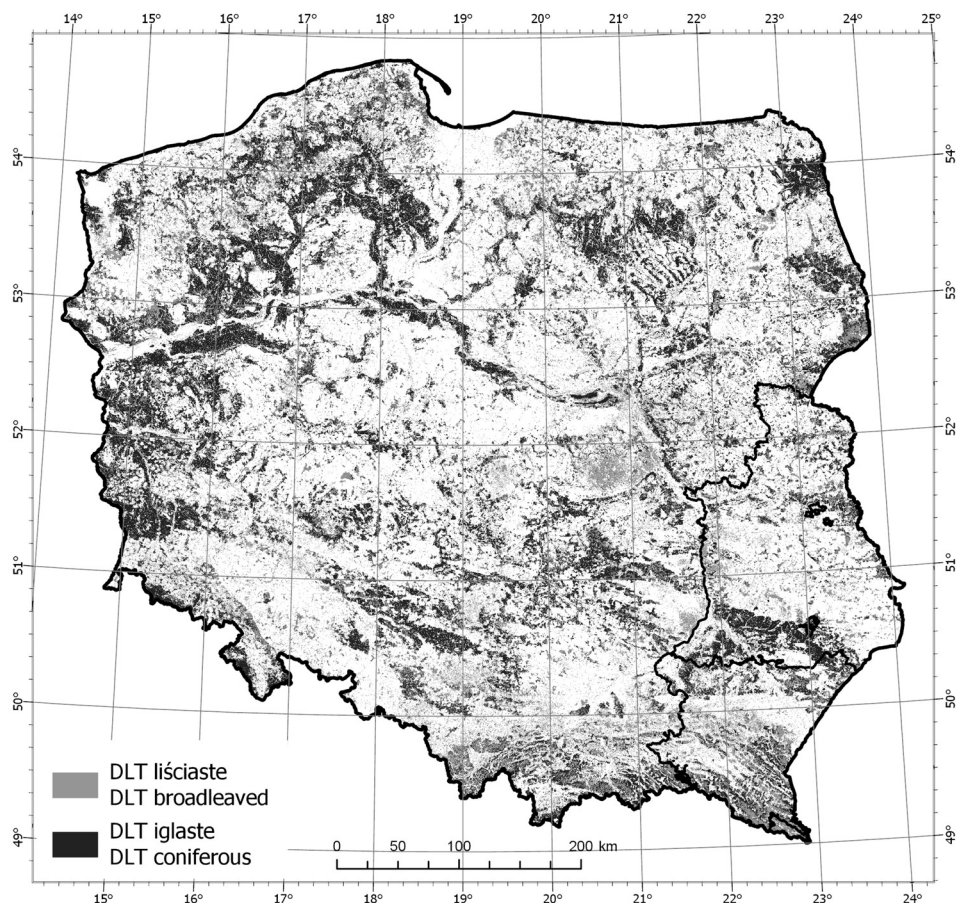 14° 15° 16° 17° 18° 19° 20° 21° 22° 23° 24° 25°
54° 54°
53° 53°
52° 52°
51° 51°
50° 50°
49° 49°
DLT liściaste
DLT broadleaved
DLT iglaste
DLT coniferous
0 50 100 200 km
15° 16° 17° 18° 19° 20° 21° 22° 23° 24°